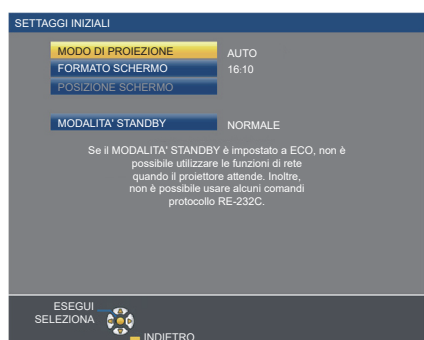 SETTAGGI INIZIALI
MODO DI PROIEZIONE AUTO
FORMATO SCHERMO 16:10
POSIZIONE SCHERMO
MODALITA' STANDBY NORMALE
Se il MODALITA' STANDBY è impostato a ECO, non è
possibile utilizzare le funzioni di rete
quando il proiettore attende. Inoltre,
non è possibile usare alcuni comandi
protocollo RE-232C.
ESEGUI
SELEZIONA
INDIETRO